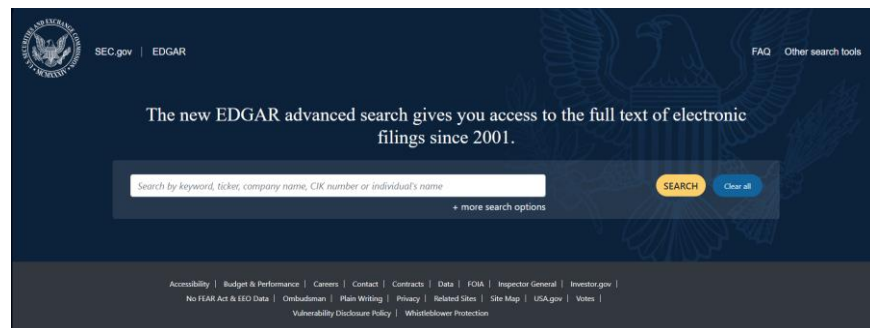 SEC.gov | EDGAR
FAQ Other search tools
The new EDGAR advanced search gives you access to the full text of electronic
filings since 2001.
Search by keyword, ticker, company name, CIK number or individual's name
SEARCH
Clear all
+ more search options
Accessibility | Budget & Performance | Careers | Contact | Contracts | Data | FOIA | Inspector General | Investor.gov |
No FEAR Act & EEO Data | Ombudsman | Plain Writing | Privacy | Related Sites | Site Map | USA.gov | Votes |
Vulnerability Disclosure Policy | Whistleblower Protection